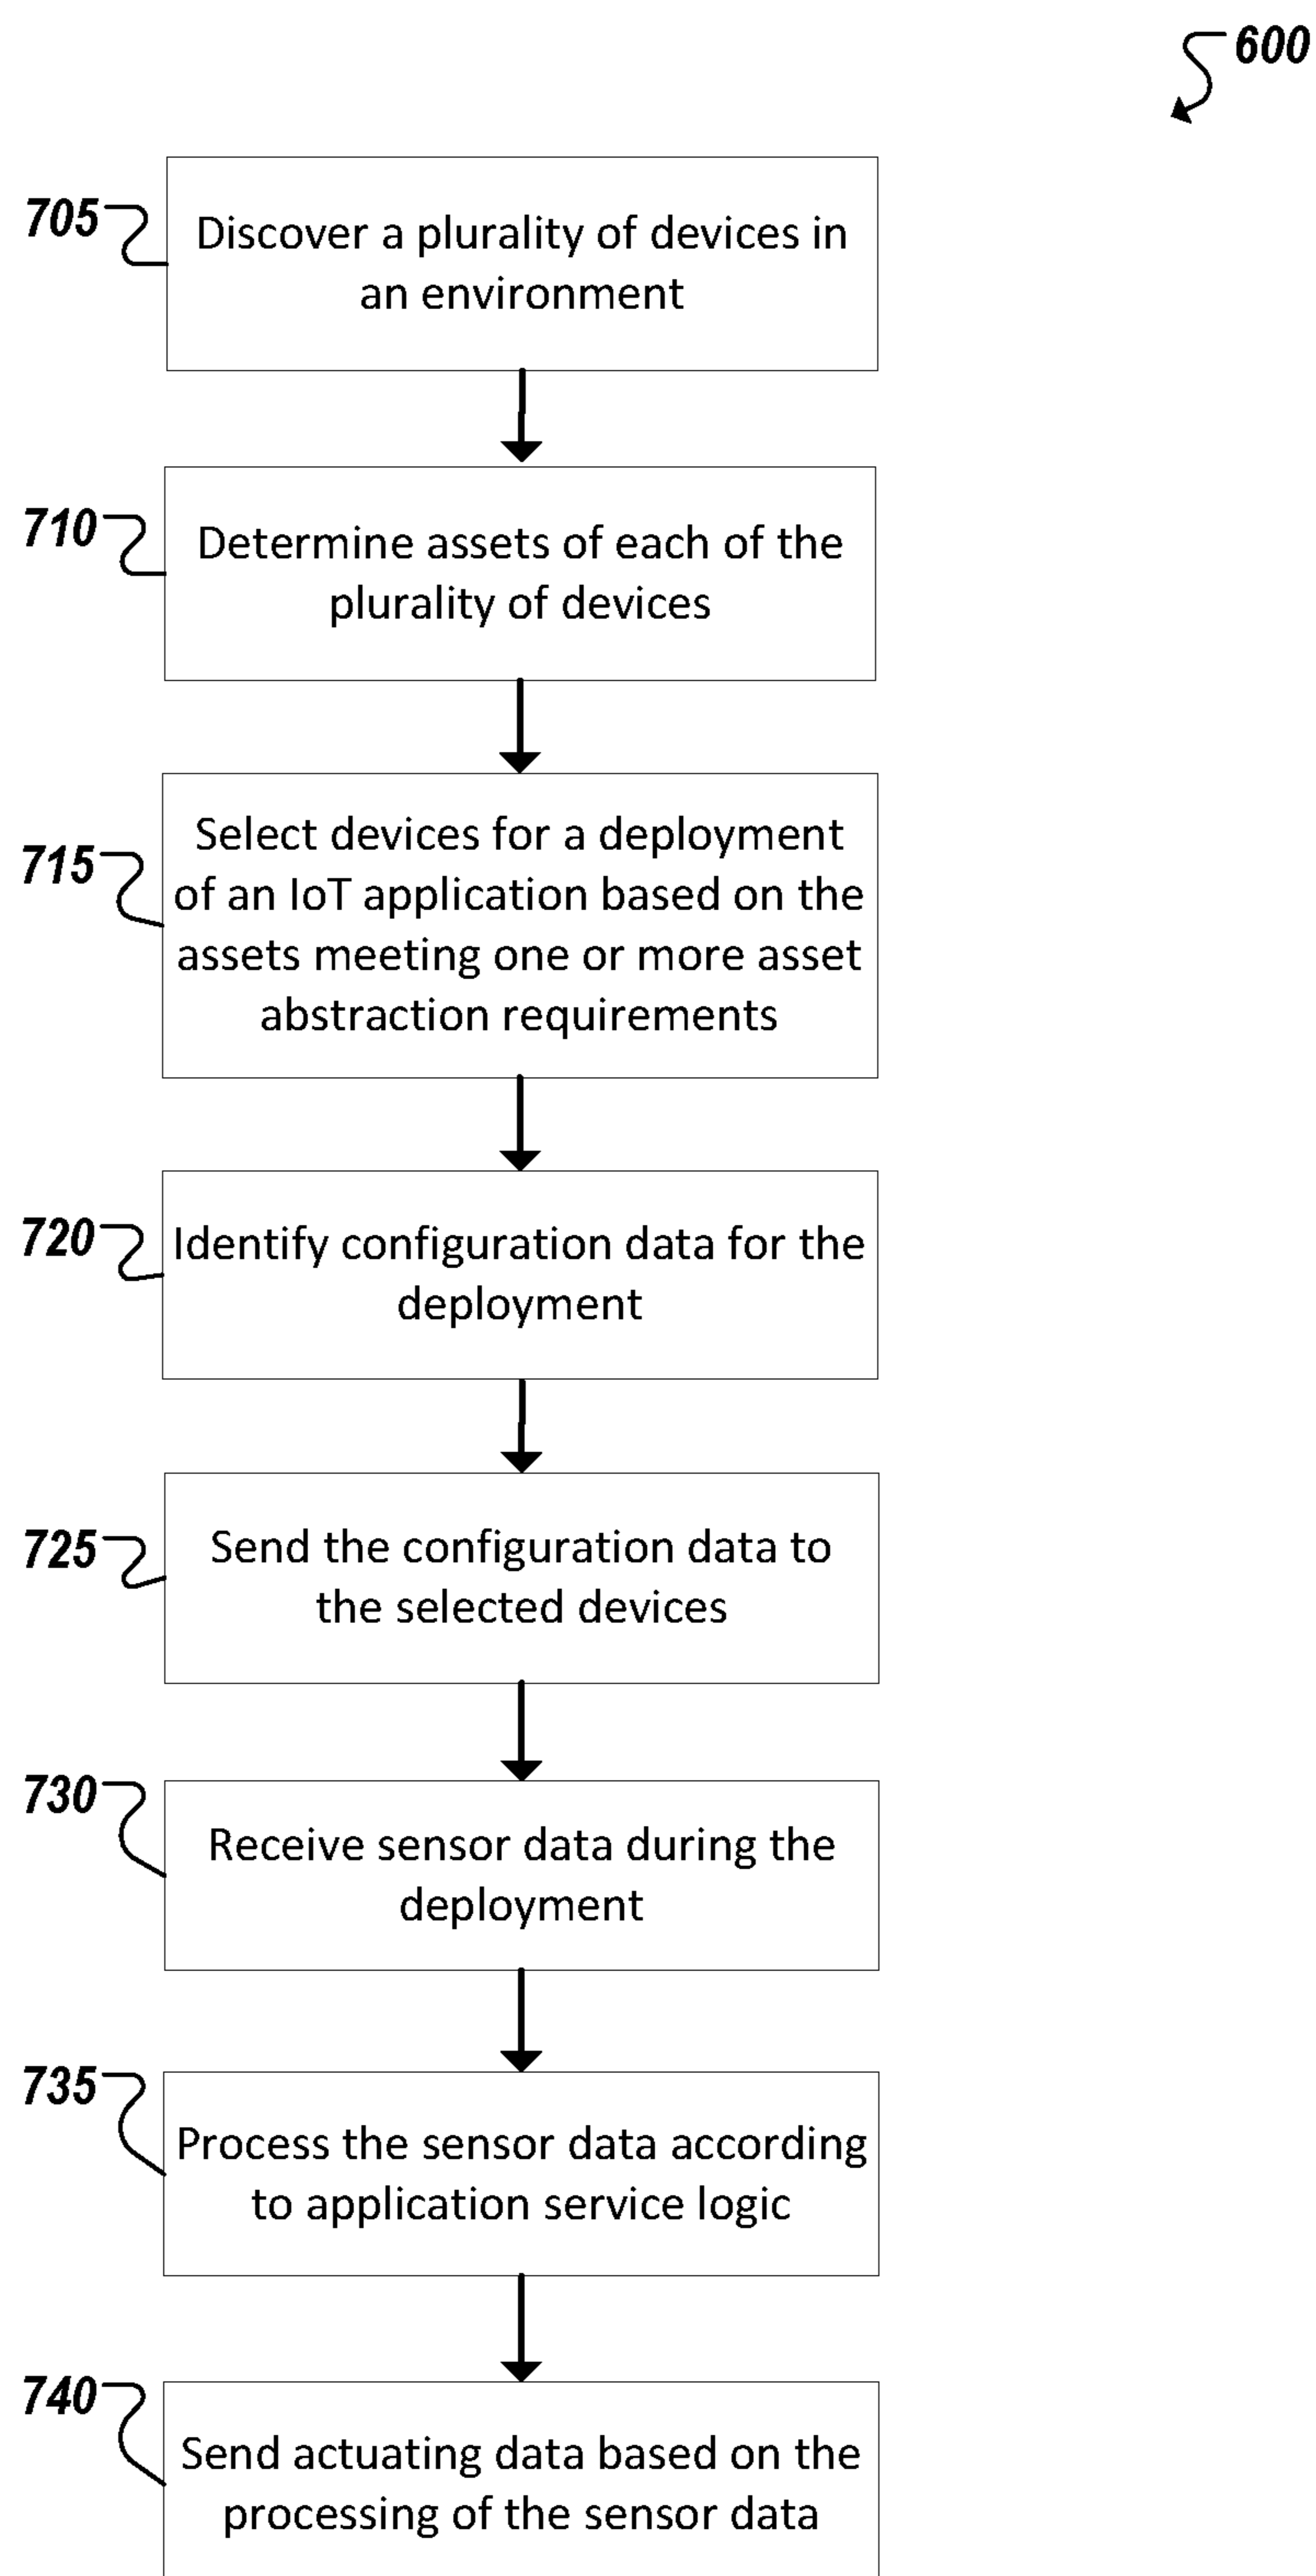 600
705
Discover a plurality of devices in
an environment
710
Determine assets of each of the
plurality of devices
715
Select devices for a deployment
of an IoT application based on the
assets meeting one or more asset
abstraction requirements
720
Identify configuration data for the
deployment
725
Send the configuration data to
the selected devices
730
Receive sensor data during the
deployment
735
Process the sensor data according
to application service logic
740
Send actuating data based on the
processing of the sensor data